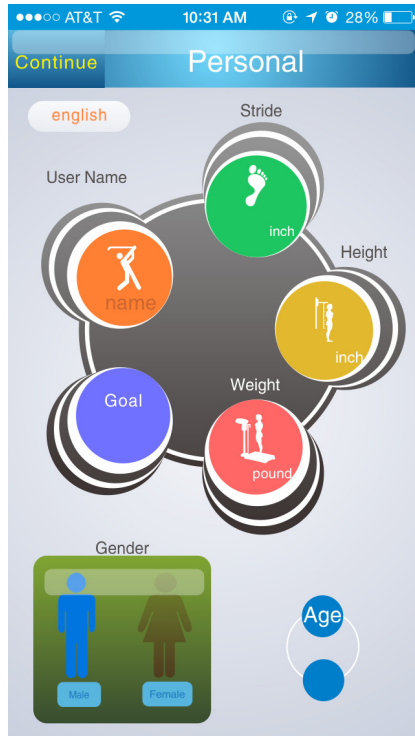 AT&T 10:31 AM 28%
Continue Personal
english
Stride
User Name
inch
Height
name
inch
Goal
Weight
pound
Gender
Age
Male Female